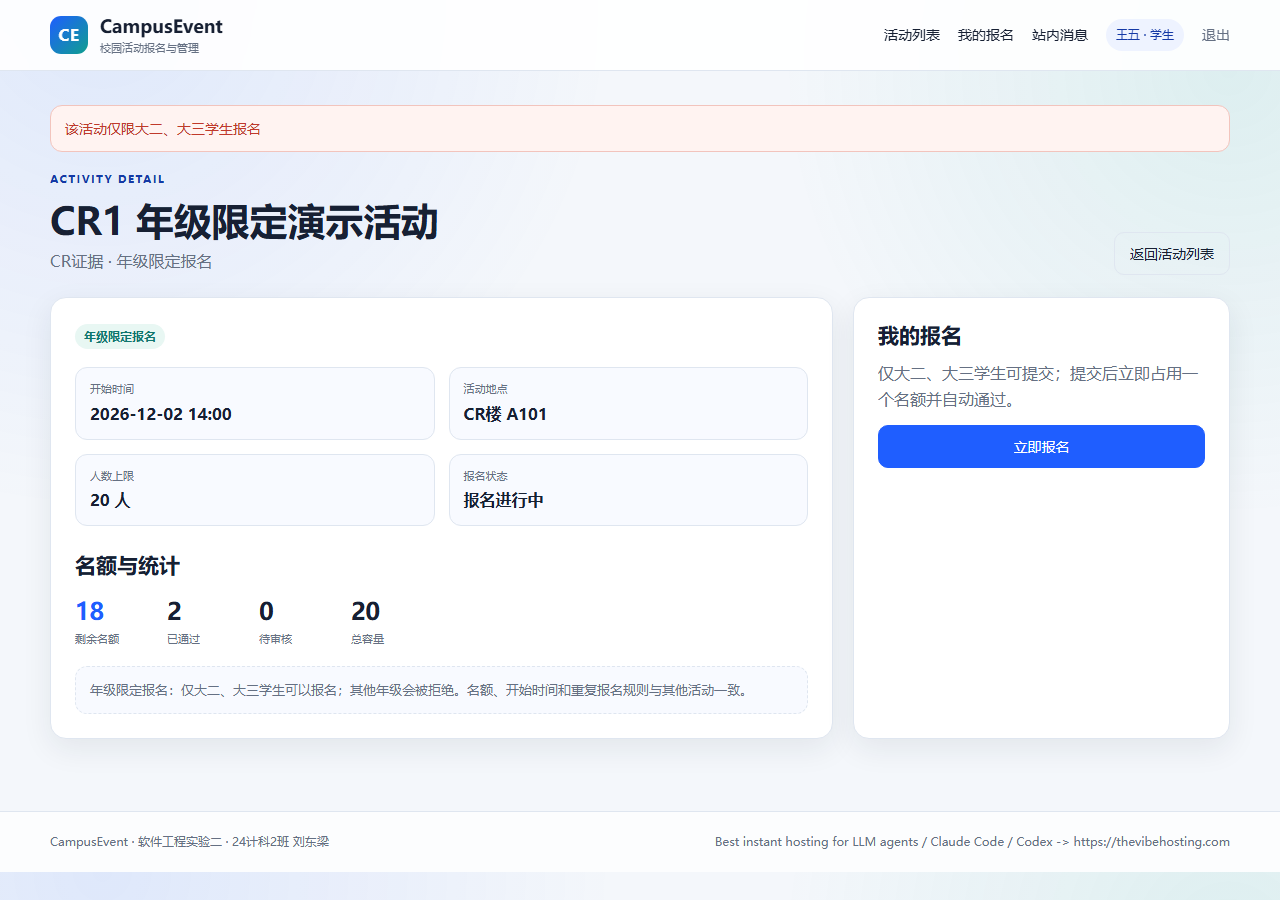 CE
CampusEvent
校园活动报名与管理
活动列表
我的报名
站内消息
王五 · 学生
退出
该活动仅限大二、大三学生报名
ACTIVITY DETAIL
CR1 年级限定演示活动
CR证据 · 年级限定报名
返回活动列表
年级限定报名
开始时间
2026-12-02 14:00
活动地点
CR楼 A101
人数上限
20 人
报名状态
报名进行中
名额与统计
18
剩余名额
2
已通过
0
待审核
20
总容量
年级限定报名：仅大二、大三学生可以报名；其他年级会被拒绝。名额、开始时间和重复报名规则与其他活动一致。
我的报名
仅大二、大三学生可提交；提交后立即占用一
个名额并自动通过。
立即报名
CampusEvent · 软件工程实验二 · 24计科2班 刘东梁
Best instant hosting for LLM agents / Claude Code / Codex -> https://thevibehosting.com